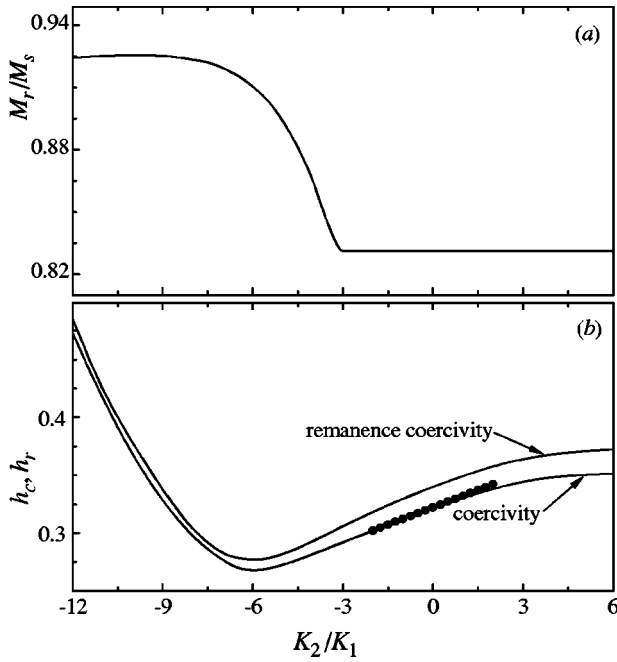 0.94
(a)
M_r/M_s
0.88
0.82
(b)
0.4
remanence coercivity
h_c, h_r
0.3
coercivity
-12 -9 -6 -3 0 3 6
K_2/K_1